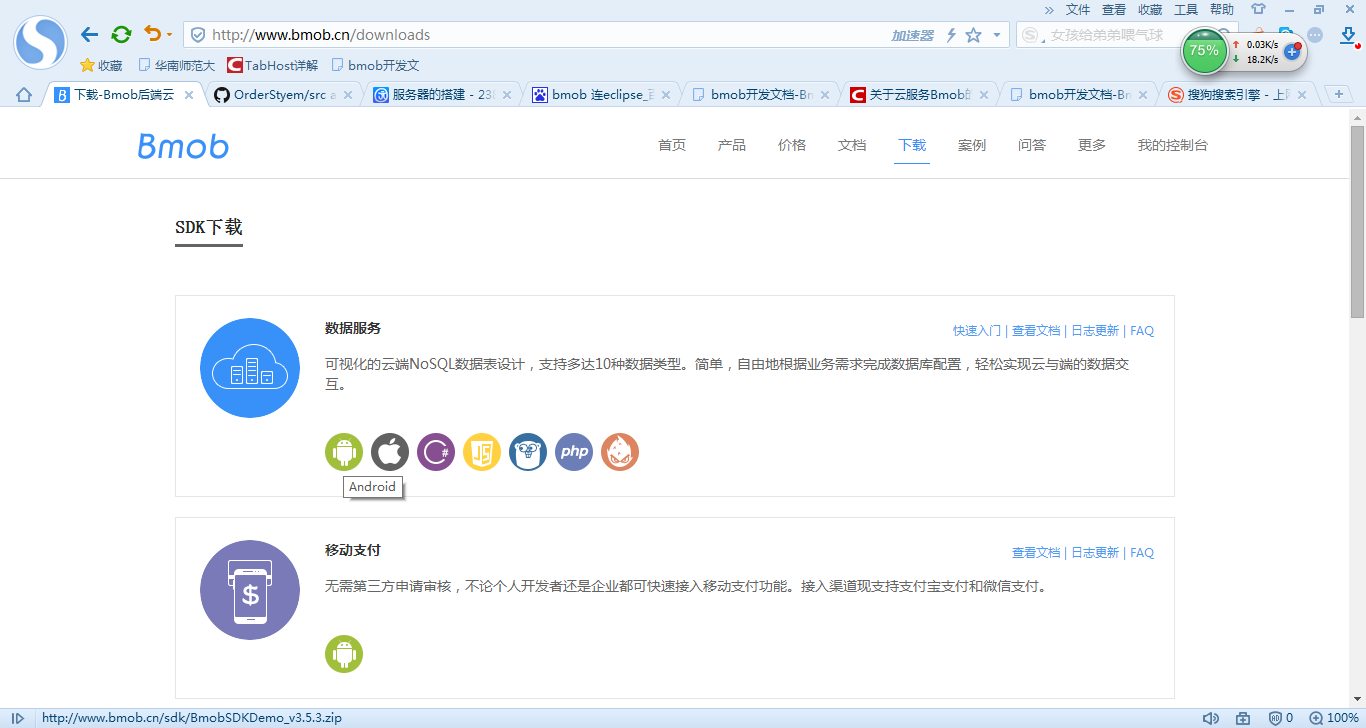 » 文件 查看 收藏 工具 帮助
http://www.bmob.cn/downloads 加速器 女孩给弟弟喂气球
75% 0.03K/s
18.2K/s
收藏 华南师范大 TabHost详解 bmob开发文
下载-Bmob后端云 OrderStyem/src a 服务器的搭建 - 238 bmob 连eclipse_百 bmob开发文档-Bm 关于云服务Bmob的 bmob开发文档-Bm 搜狗搜索引擎 - 上网
Bmob 首页 产品 价格 文档 下载 案例 问答 更多 我的控制台
SDK下载
数据服务 快速入门 | 查看文档 | 日志更新 | FAQ
可视化的云端NoSQL数据表设计，支持多达10种数据类型。简单，自由地根据业务需求完成数据库配置，轻松实现云与端的数据交
互。
C# JS php
Android
移动支付 查看文档 | 日志更新 | FAQ
无需第三方申请审核，不论个人开发者还是企业都可快速接入移动支付功能。接入渠道现支持支付宝支付和微信支付。
$
http://www.bmob.cn/sdk/BmobSDKDemo_v3.5.3.zip 0 100%